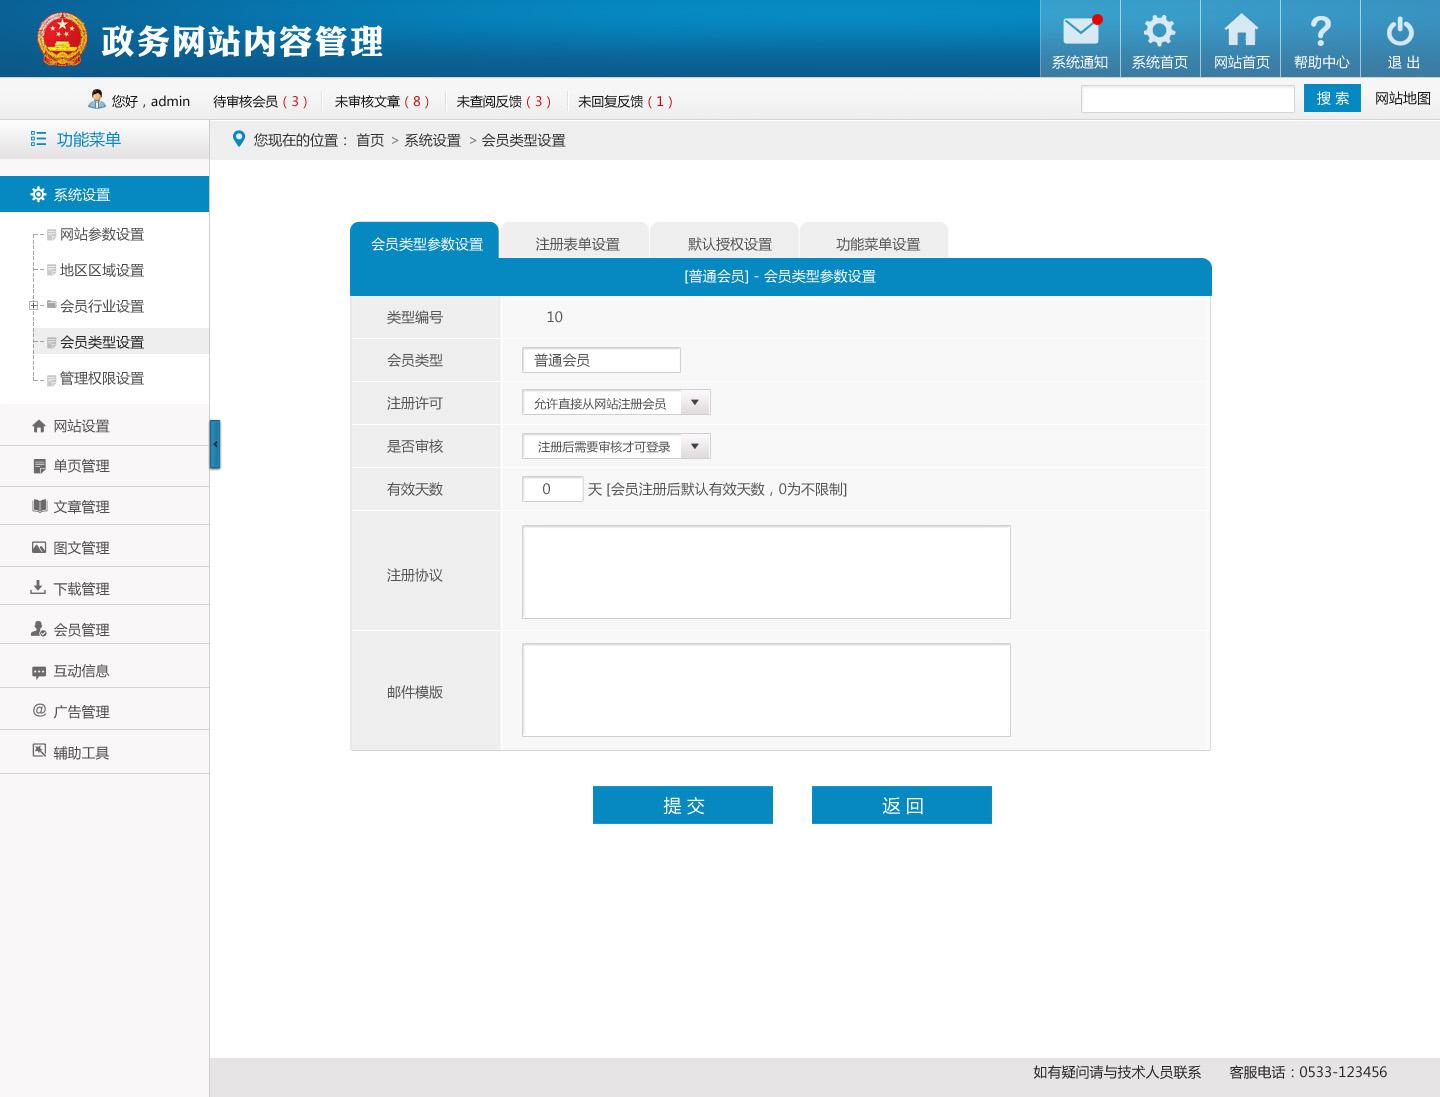 政务网站内容管理
系统通知 系统首页 网站首页 帮助中心 退 出
您好，admin 待审核会员（3） 未审核文章（8） 未查阅反馈（3） 未回复反馈（1） 搜 索 网站地图
功能菜单
您现在的位置： 首页 > 系统设置 > 会员类型设置
系统设置
网站参数设置
地区区域设置
会员行业设置
会员类型设置
管理权限设置
网站设置
单页管理
文章管理
图文管理
下载管理
会员管理
互动信息
广告管理
辅助工具
会员类型参数设置 注册表单设置 默认授权设置 功能菜单设置
[普通会员] - 会员类型参数设置
类型编号 10
会员类型 普通会员
注册许可 允许直接从网站注册会员
是否审核 注册后需要审核才可登录
有效天数 0 天 [会员注册后默认有效天数，0为不限制]
注册协议
邮件模版
提 交 返 回
如有疑问请与技术人员联系 客服电话：0533-123456